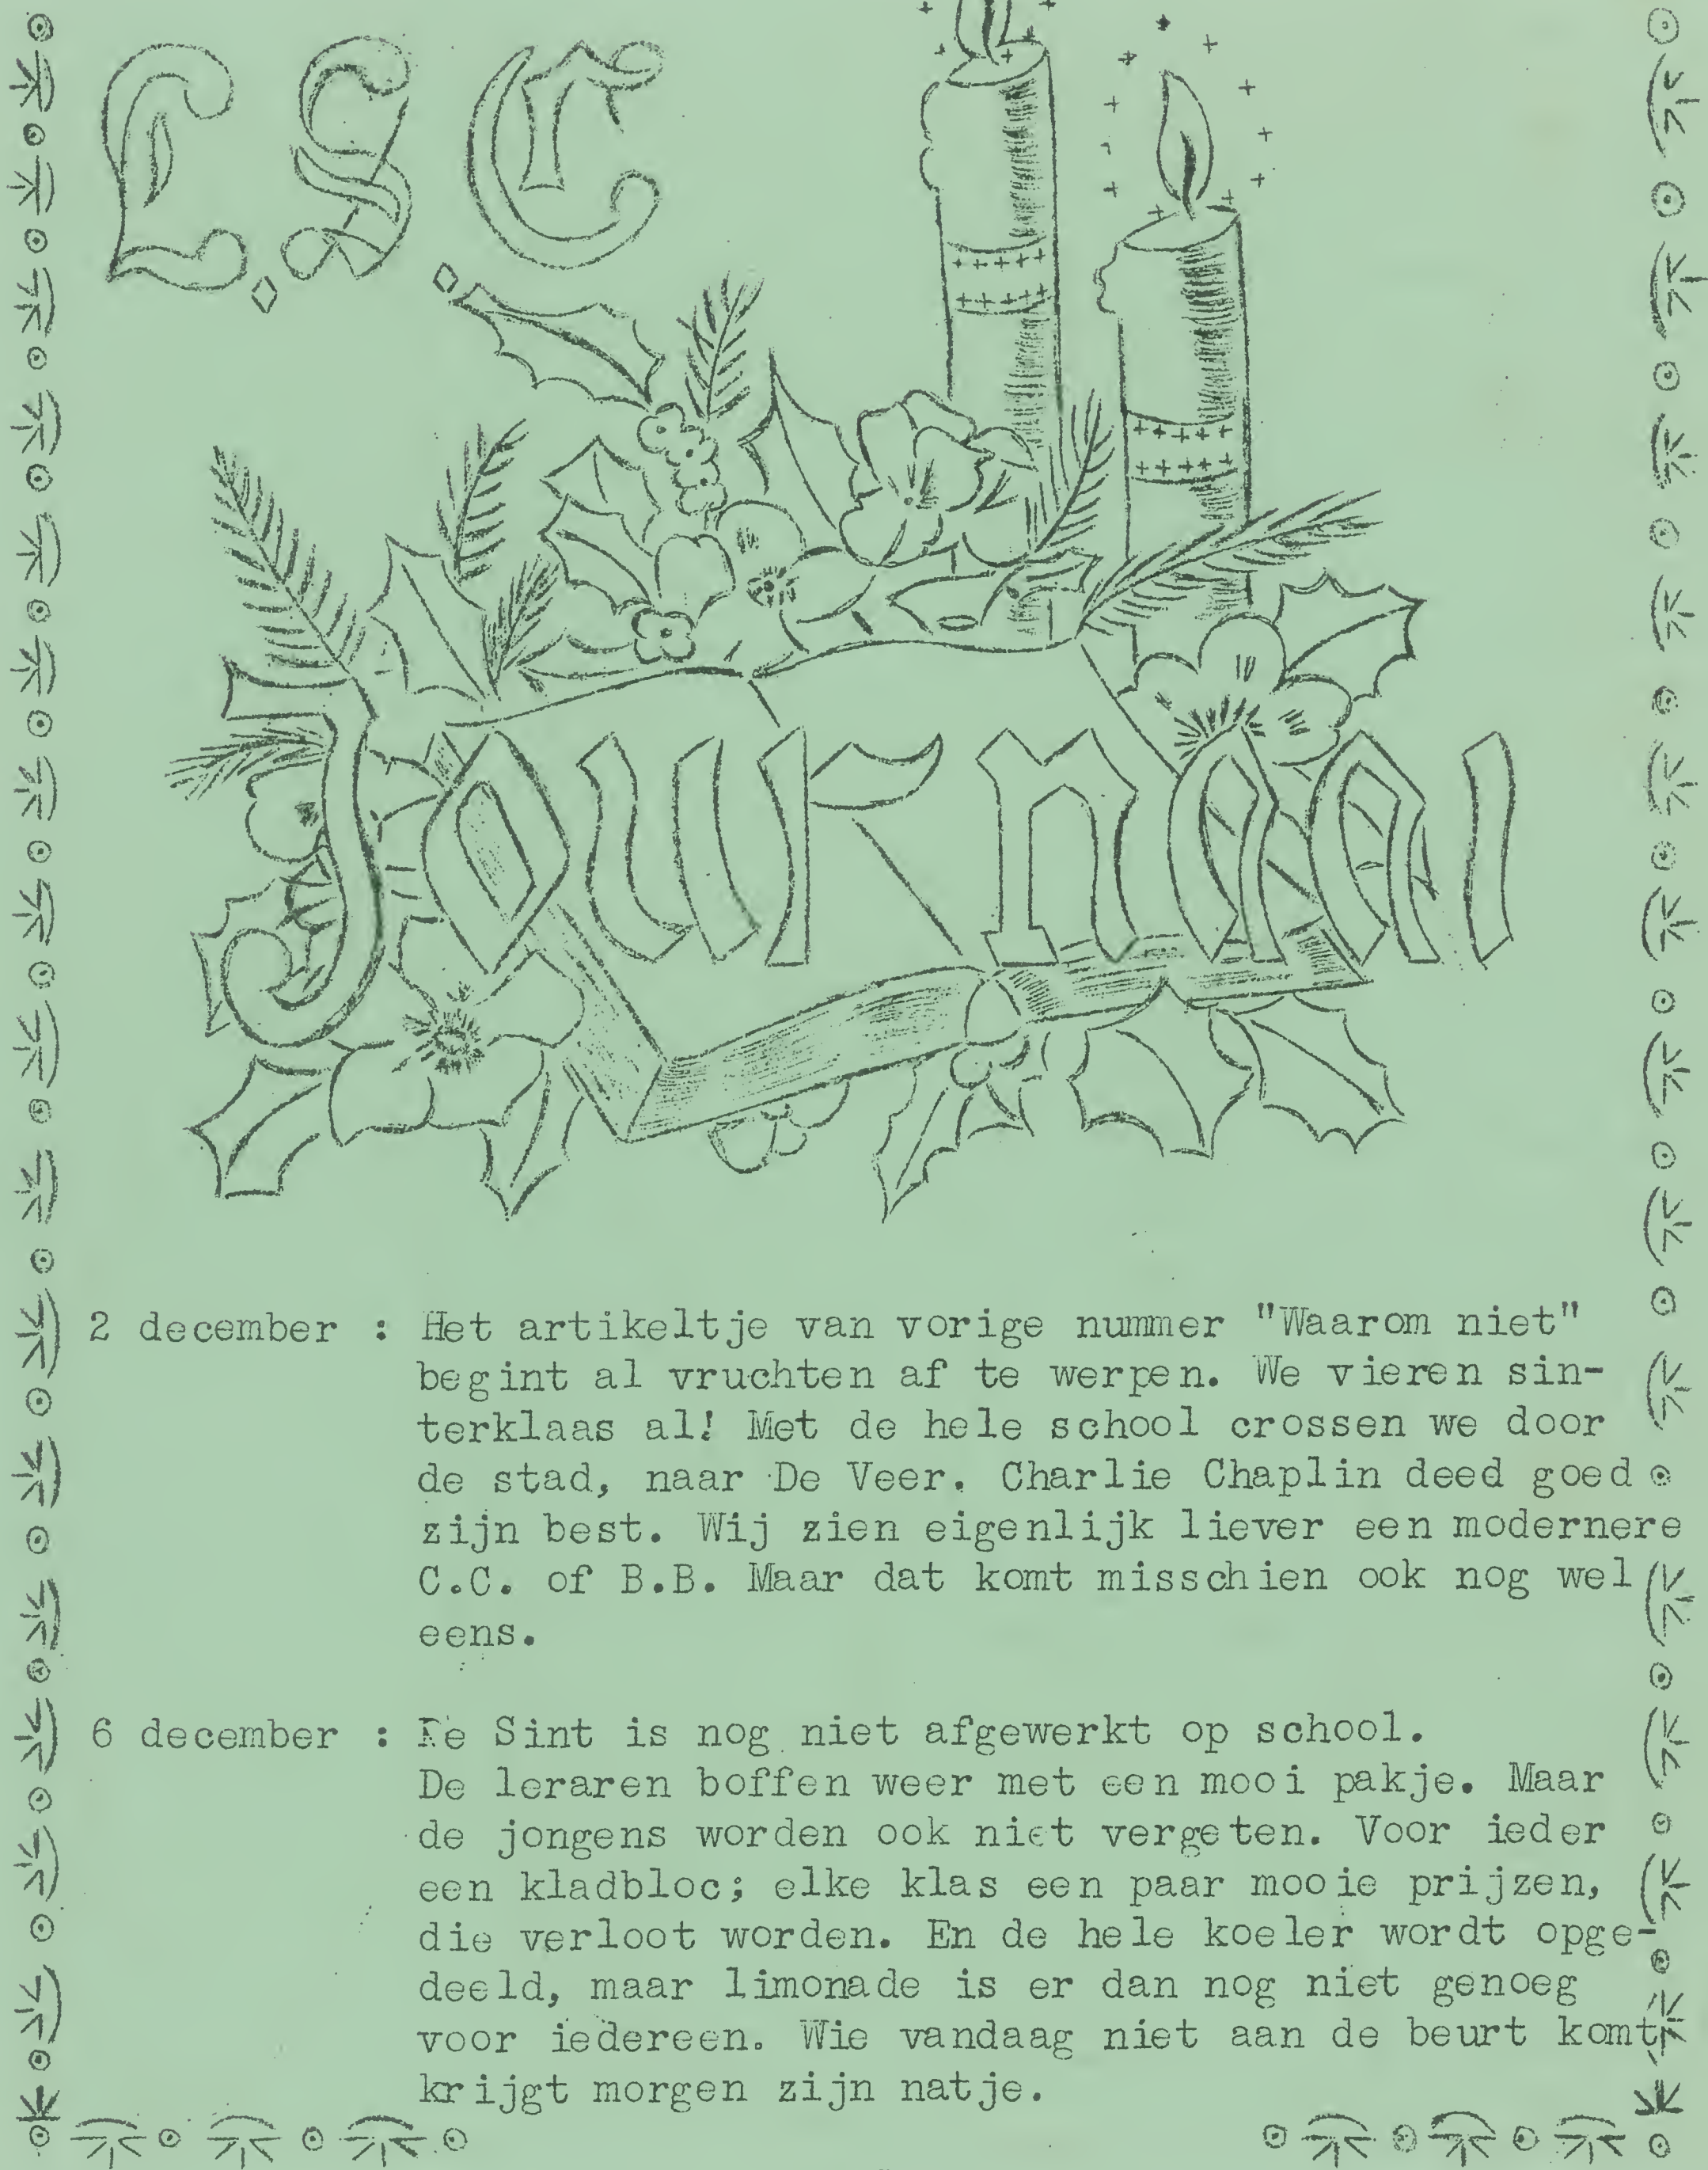 L.S.C.
Journaal
2 december : Het artikeltje van vorige nummer "Waarom niet"
begint al vruchten af te werpen. We vieren sin-
terklaas al! Met de hele school crossen we door
de stad, naar De Veer. Charlie Chaplin deed goed
zijn best. Wij zien eigenlijk liever een modernere
C.C. of B.B. Maar dat komt misschien ook nog wel
eens.
6 december : De Sint is nog niet afgewerkt op school.
De leraren boffen weer met een mooi pakje. Maar
de jongens worden ook niet vergeten. Voor ieder
een kladbloc; elke klas een paar mooie prijzen,
die verloot worden. En de hele koeler wordt opge-
deeld, maar limonade is er dan nog niet genoeg
voor iedereen. Wie vandaag niet aan de beurt komt,
krijgt morgen zijn natje.